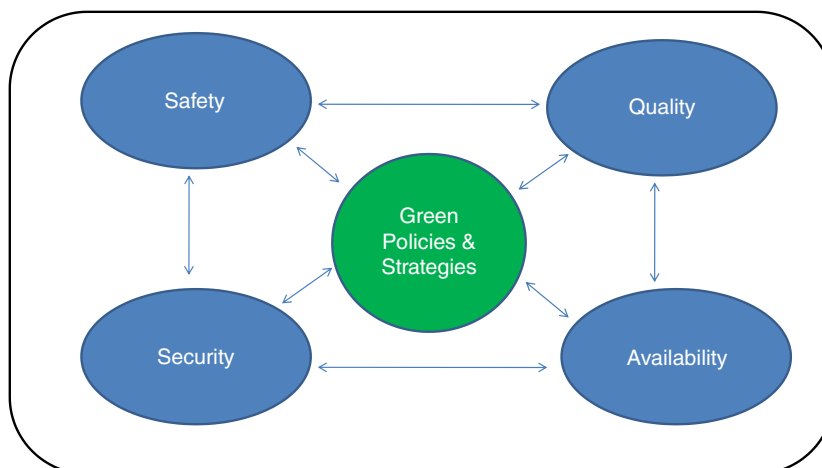 Safety
Quality
Green
Policies &
Strategies
Security
Availability